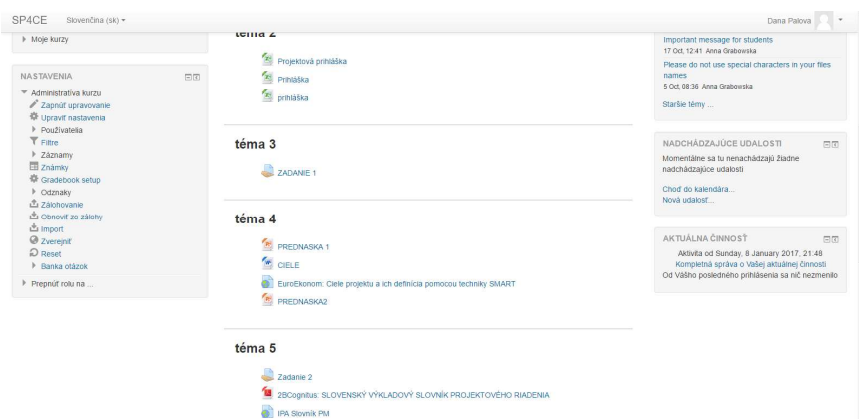 SP4CE
Slovenčina (sk)
Dana Palova
Moje kurzy
NASTAVENIA
Administratíva kurzu
Zapnúť upravovanie
Upraviť nastavenia
Používatelia
Filtre
Záznamy
Známky
Gradebook setup
Odznaky
Zálohovanie
Obnoviť zo zálohy
Import
Zverejniť
Reset
Banka otázok
Prepnúť rolu na ...
téma 2
Projektová prihláška
Prihláška
prihláška
téma 3
ZADANIE 1
téma 4
PREDNASKA 1
CIELE
EuroEkonom: Ciele projektu a ich definícia pomocou techniky SMART
PREDNASKA2
téma 5
Zadanie 2
2BCognitus: SLOVENSKÝ VÝKLADOVÝ SLOVNÍK PROJEKTOVÉHO RIADENIA
IPA Slovník PM
Important message for students
17 Oct, 12:41 Anna Grabowska
Please do not use special characters in your files
names
5 Oct, 08:36 Anna Grabowska
Staršie témy ...
NADCHÁDZAJÚCE UDALOSTI
Momentálne sa tu nenachádzajú žiadne
nadchádzajúce udalosti
Choď do kalendára...
Nová udalosť...
AKTUÁLNA ČINNOSŤ
Aktivita od Sunday, 8 January 2017, 21:48
Kompletná správa o Vašej aktuálnej činnosti
Od Vášho posledného prihlásenia sa nič nezmenilo